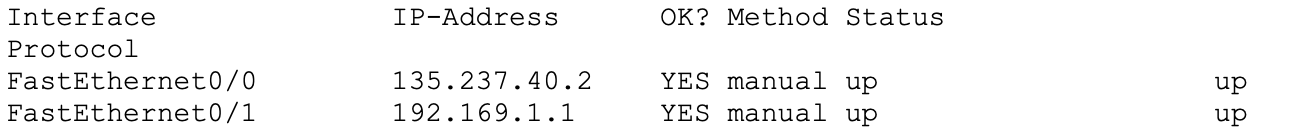 Interface              IP-Address      OK? Method Status
Protocol
FastEthernet0/0        135.237.40.2    YES manual up                    up
FastEthernet0/1        192.169.1.1     YES manual up                    up